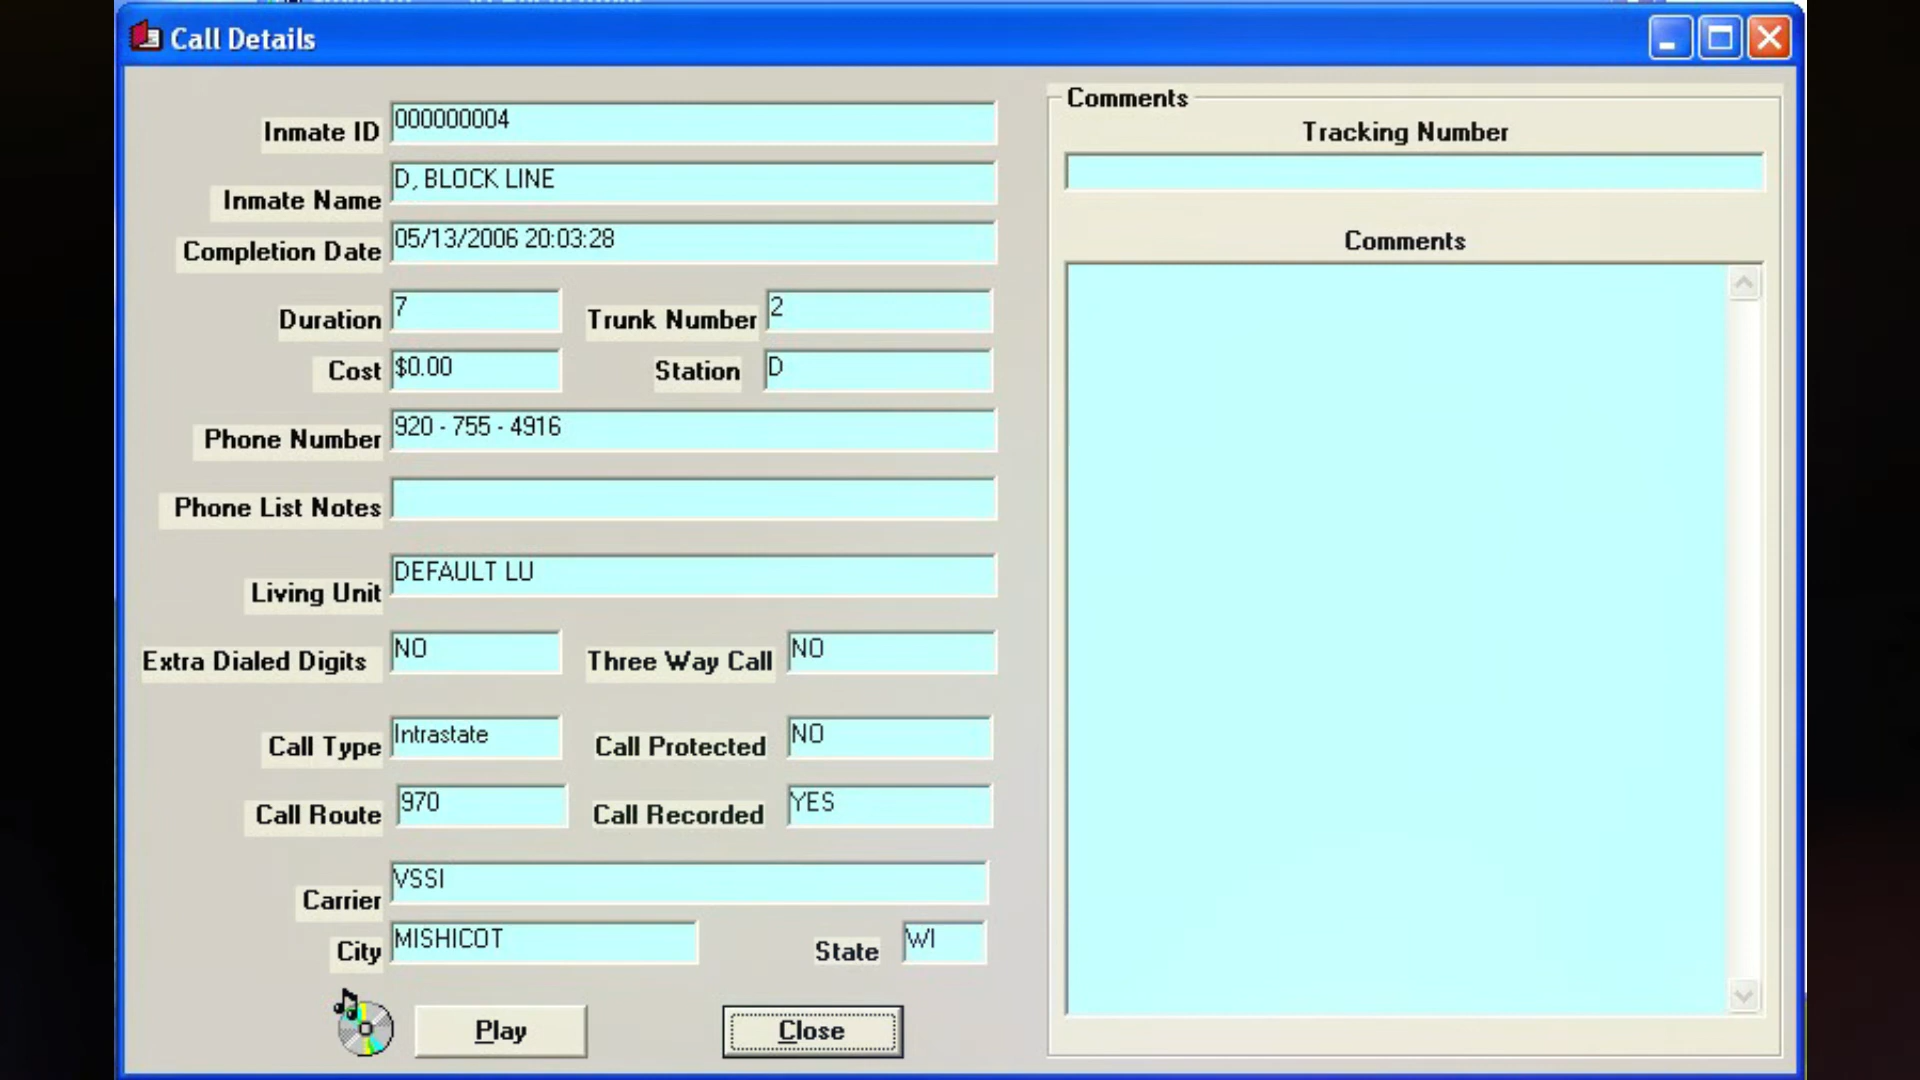 Call Details
Inmate ID 000000004
Inmate Name D, BLOCK LINE
Completion Date 05/13/2006 20:03:28
Duration 7 Trunk Number 2
Cost $0.00 Station D
Phone Number 920 - 755 - 4916
Phone List Notes
Living Unit DEFAULT LU
Extra Dialed Digits NO Three Way Call NO
Call Type Intrastate Call Protected NO
Call Route 970 Call Recorded YES
Carrier VSSI
City MISHICOT State WI
Play Close
Comments
Tracking Number
Comments